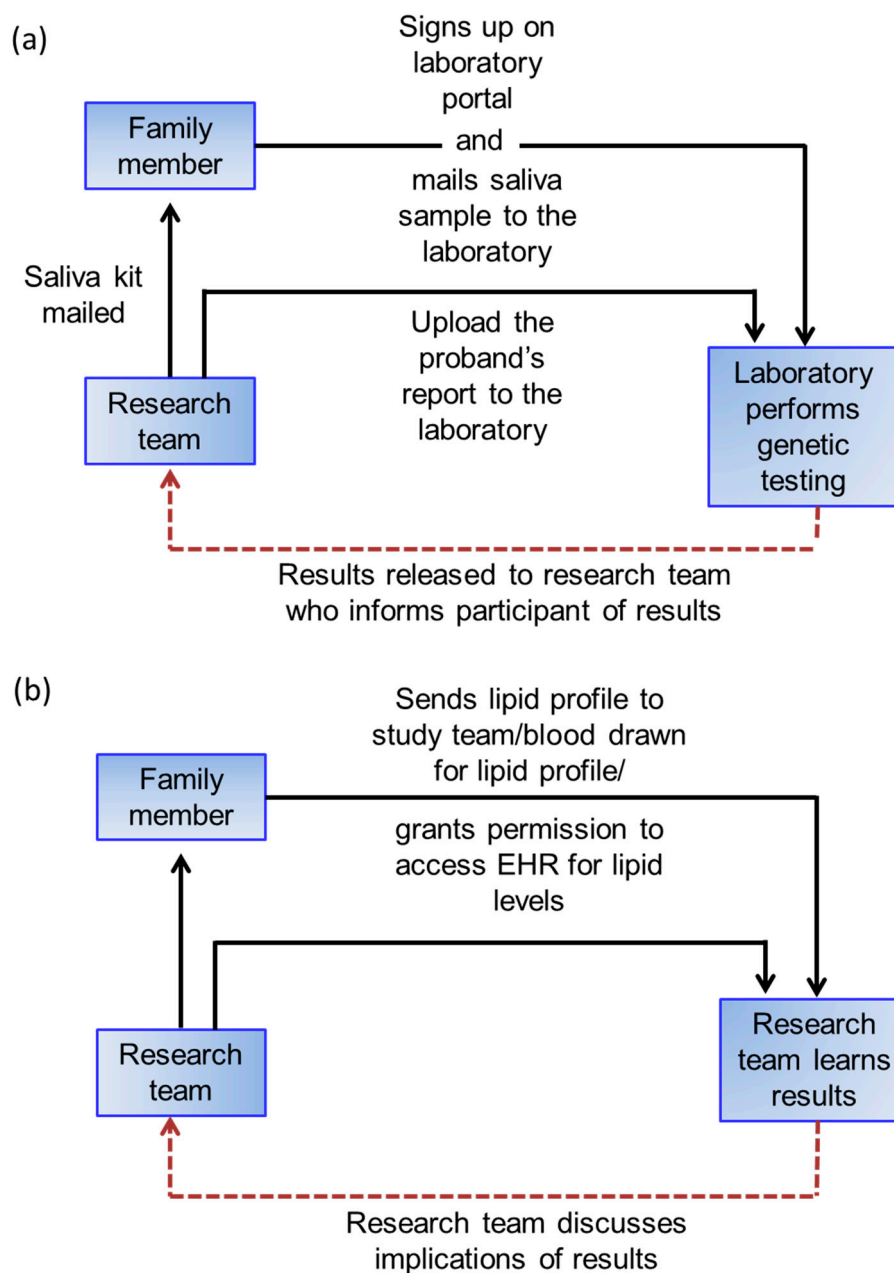 (a)
Signs up on
laboratory
portal
and
mails saliva
sample to the
laboratory
Family
member
Saliva kit
mailed
Upload the
proband's
report to the
laboratory
Research
team
Laboratory
performs
genetic
testing
Results released to research team
who informs participant of results
(b)
Sends lipid profile to
study team/blood drawn
for lipid profile/
grants permission to
access EHR for lipid
levels
Family
member
Research
team
Research
team learns
results
Research team discusses
implications of results